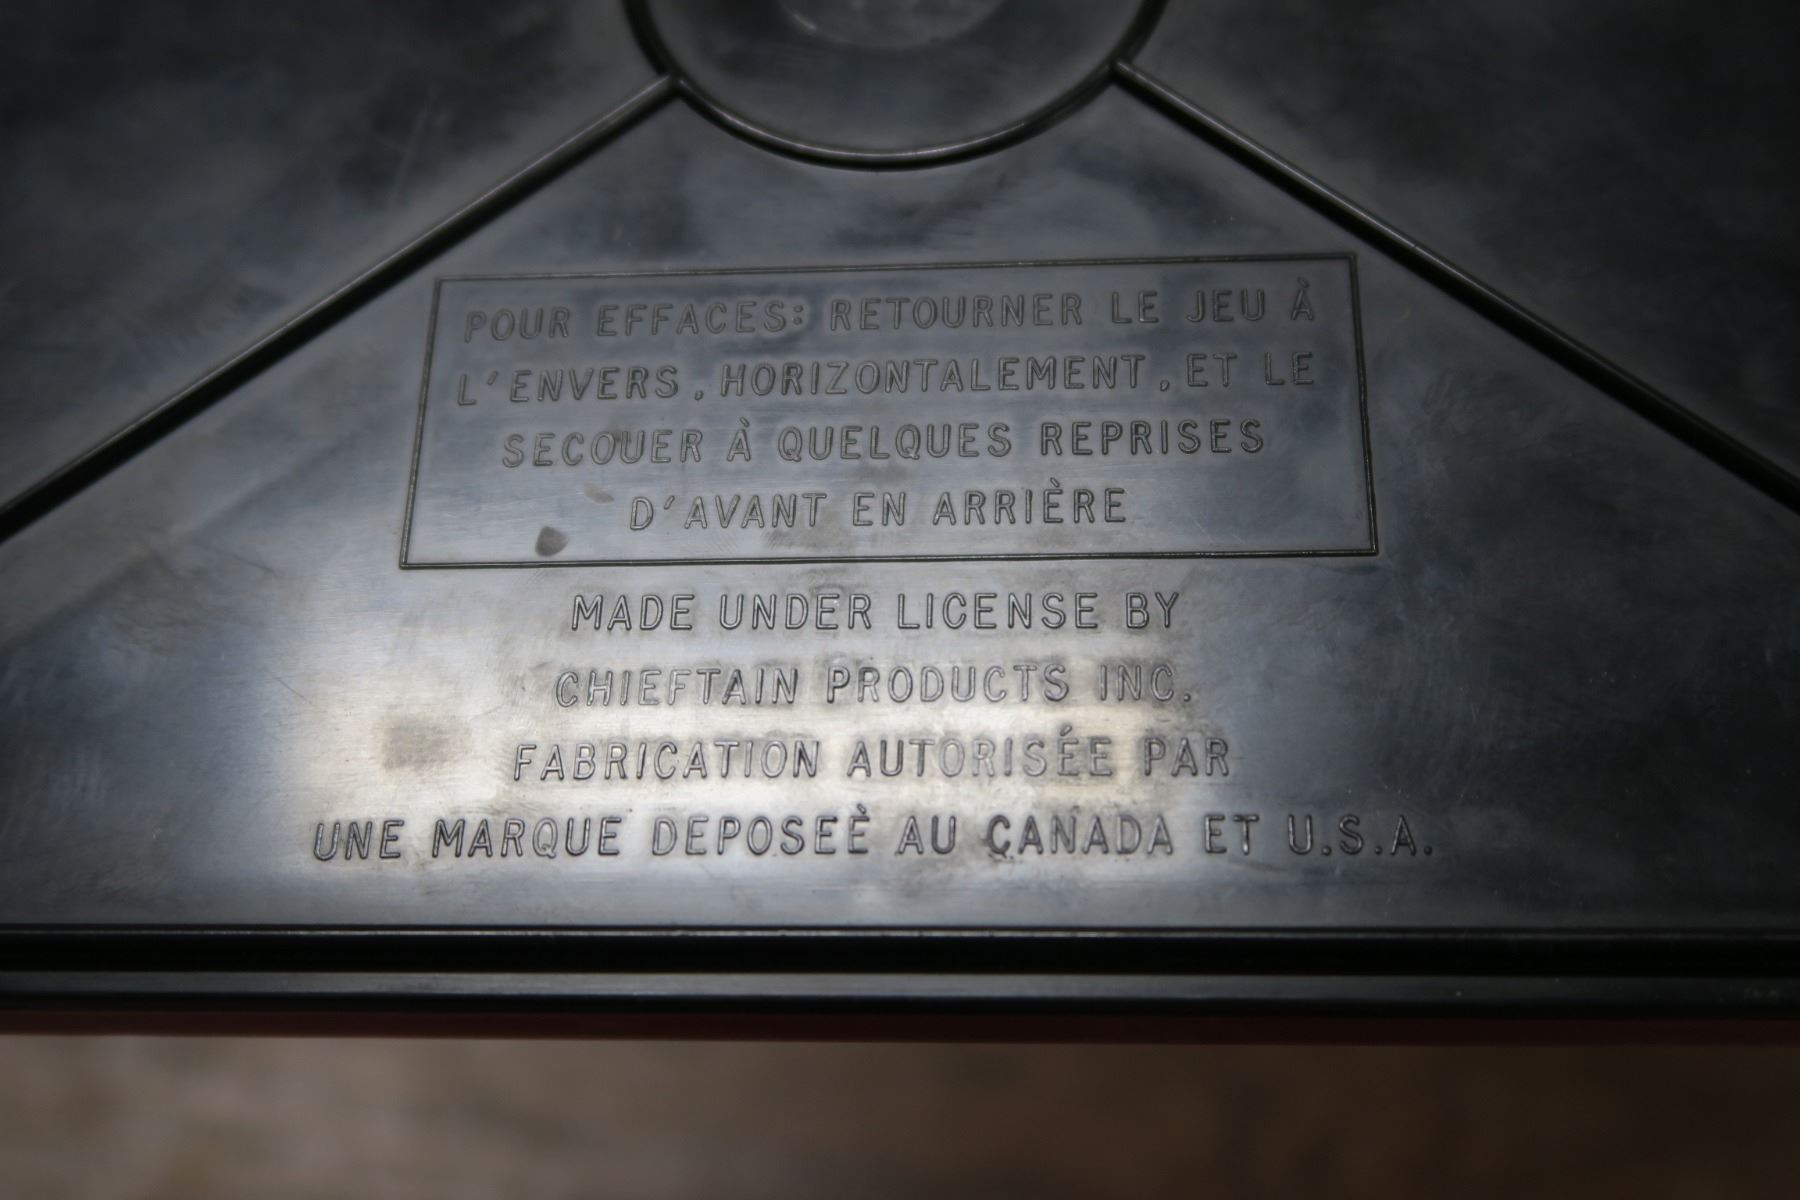 POUR EFFACES: RETOURNER LE JEU À
L'ENVERS, HORIZONTALEMENT, ET LE
SECOUER À QUELQUES REPRISES
D'AVANT EN ARRIÈRE
MADE UNDER LICENSE BY
CHIEFTAIN PRODUCTS INC.
FABRICATION AUTORISÉE PAR
UNE MARQUE DEPOSEÈ AU CANADA ET U.S.A.